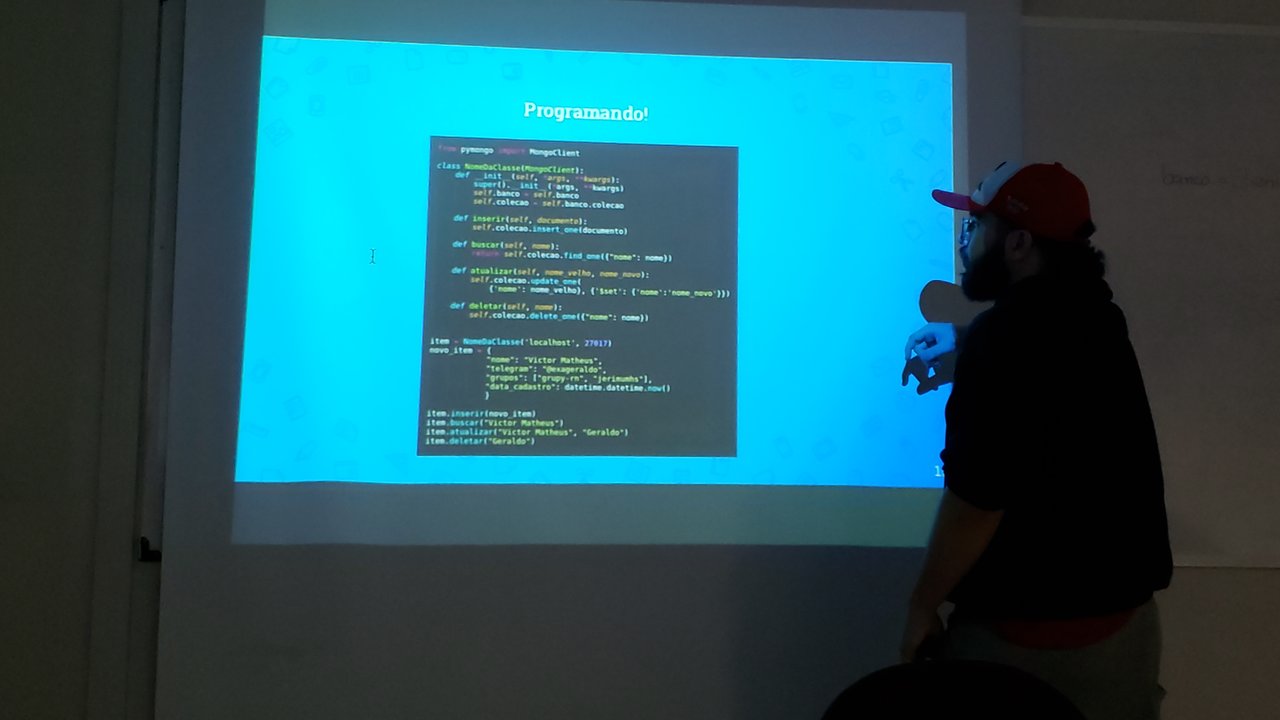 Programando!
from pymongo import MongoClient
class NomeDaClasse(MongoClient):
    def __init__(self, *args, **kwargs):
        super().__init__(*args, **kwargs)
        self.banco = self.banco
        self.colecao = self.banco.colecao
    def inserir(self, documento):
        self.colecao.insert_one(documento)
    def buscar(self, nome):
        return self.colecao.find_one({"nome": nome})
    def atualizar(self, nome_velho, nome_novo):
        self.colecao.update_one(
            {'nome': nome_velho}, {'$set': {'nome':'nome_novo'}})
    def deletar(self, nome):
        self.colecao.delete_one({"nome": nome})
item = NomeDaClasse('localhost', 27017)
novo_item = {
            "nome": "Victor Matheus",
            "telegram": "@exageraldo",
            "grupos": ["grupy-rn", "jerimumhs"],
            "data_cadastro": datetime.datetime.now()
            }
item.inserir(novo_item)
item.buscar("Victor Matheus")
item.atualizar("Victor Matheus", "Geraldo")
item.deletar("Geraldo")